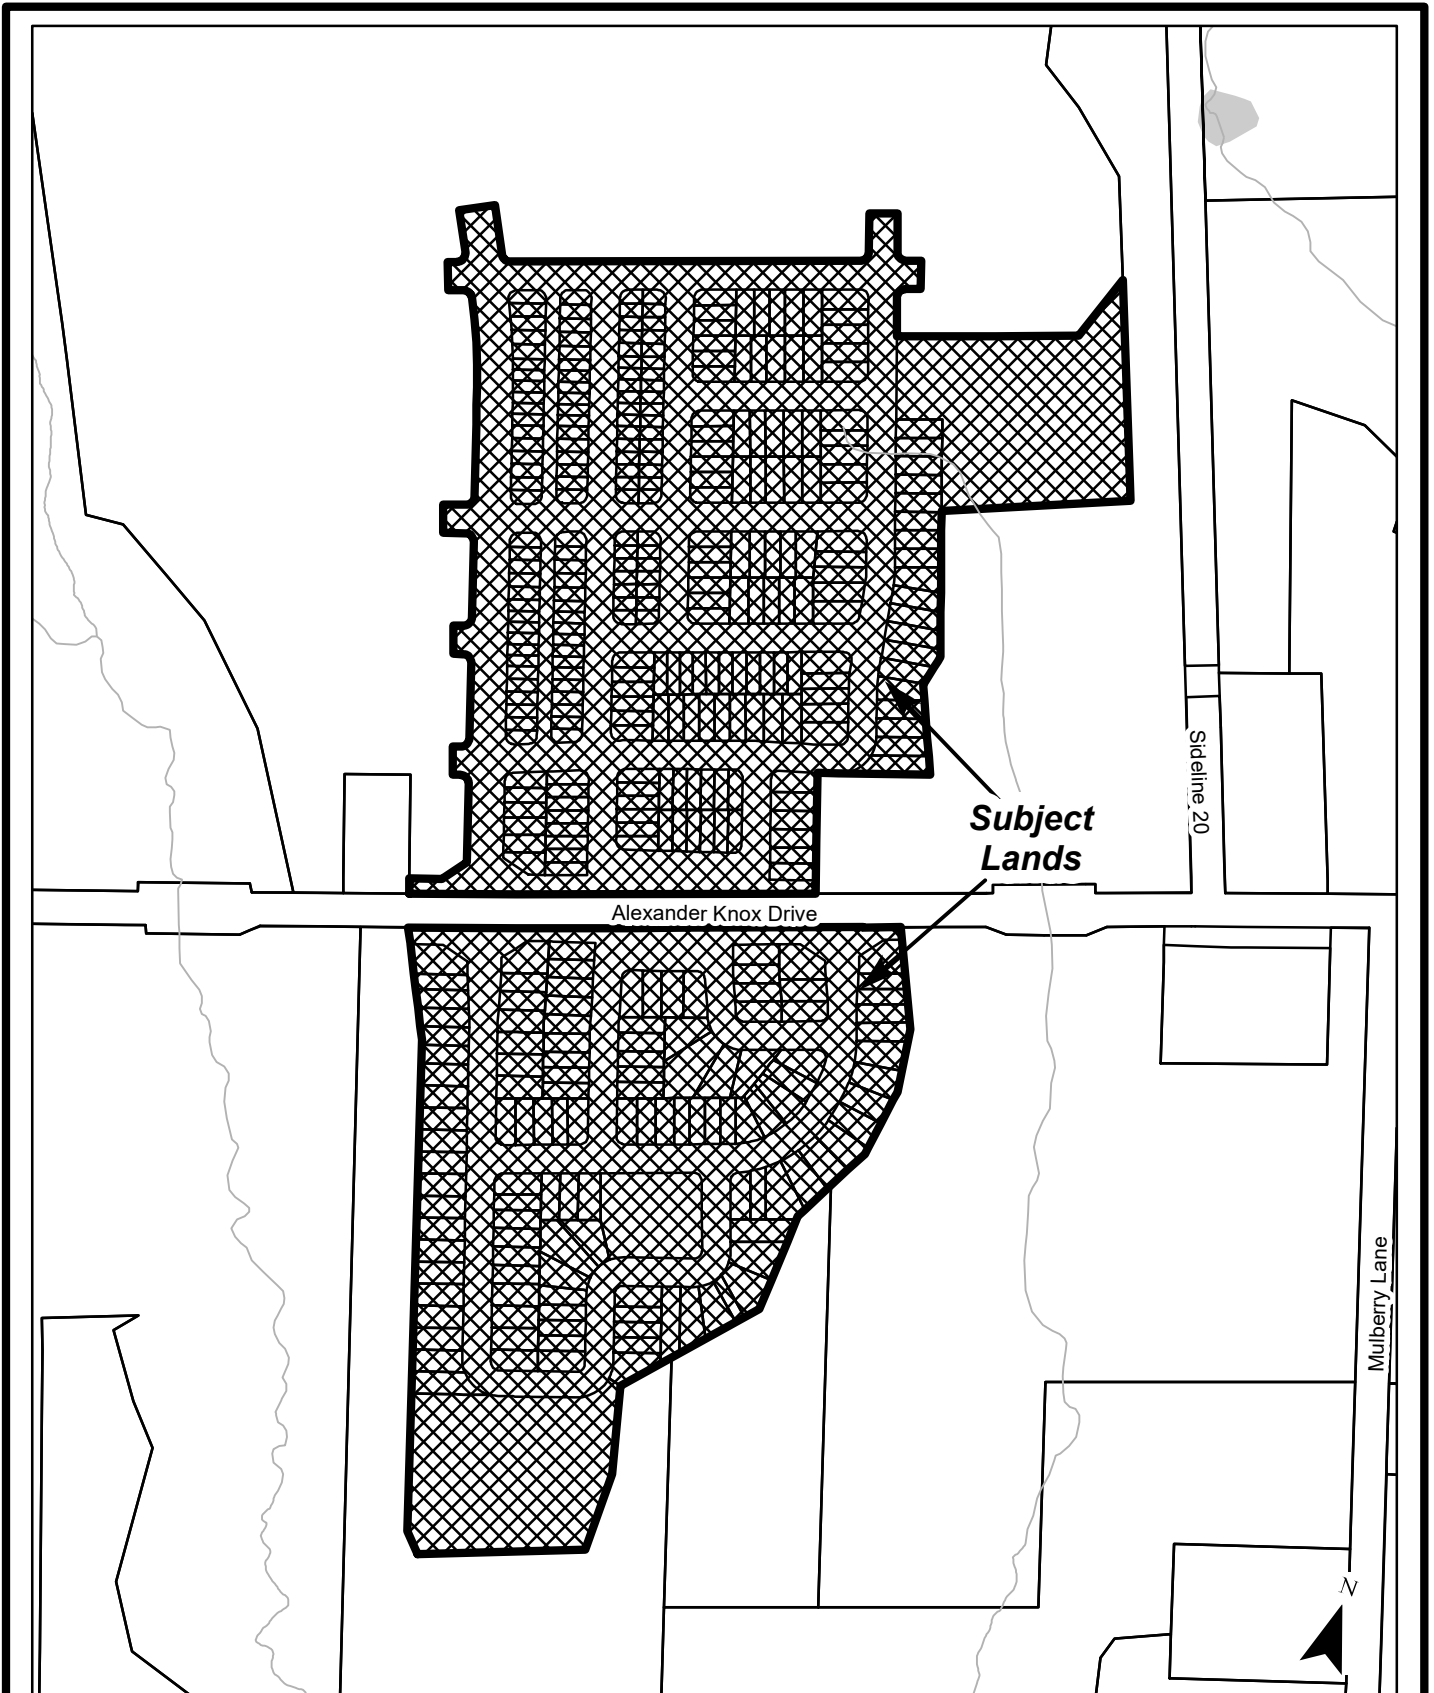 Sideline 20
Subject
Lands
Alexander Knox Drive
Mulberry Lane
N